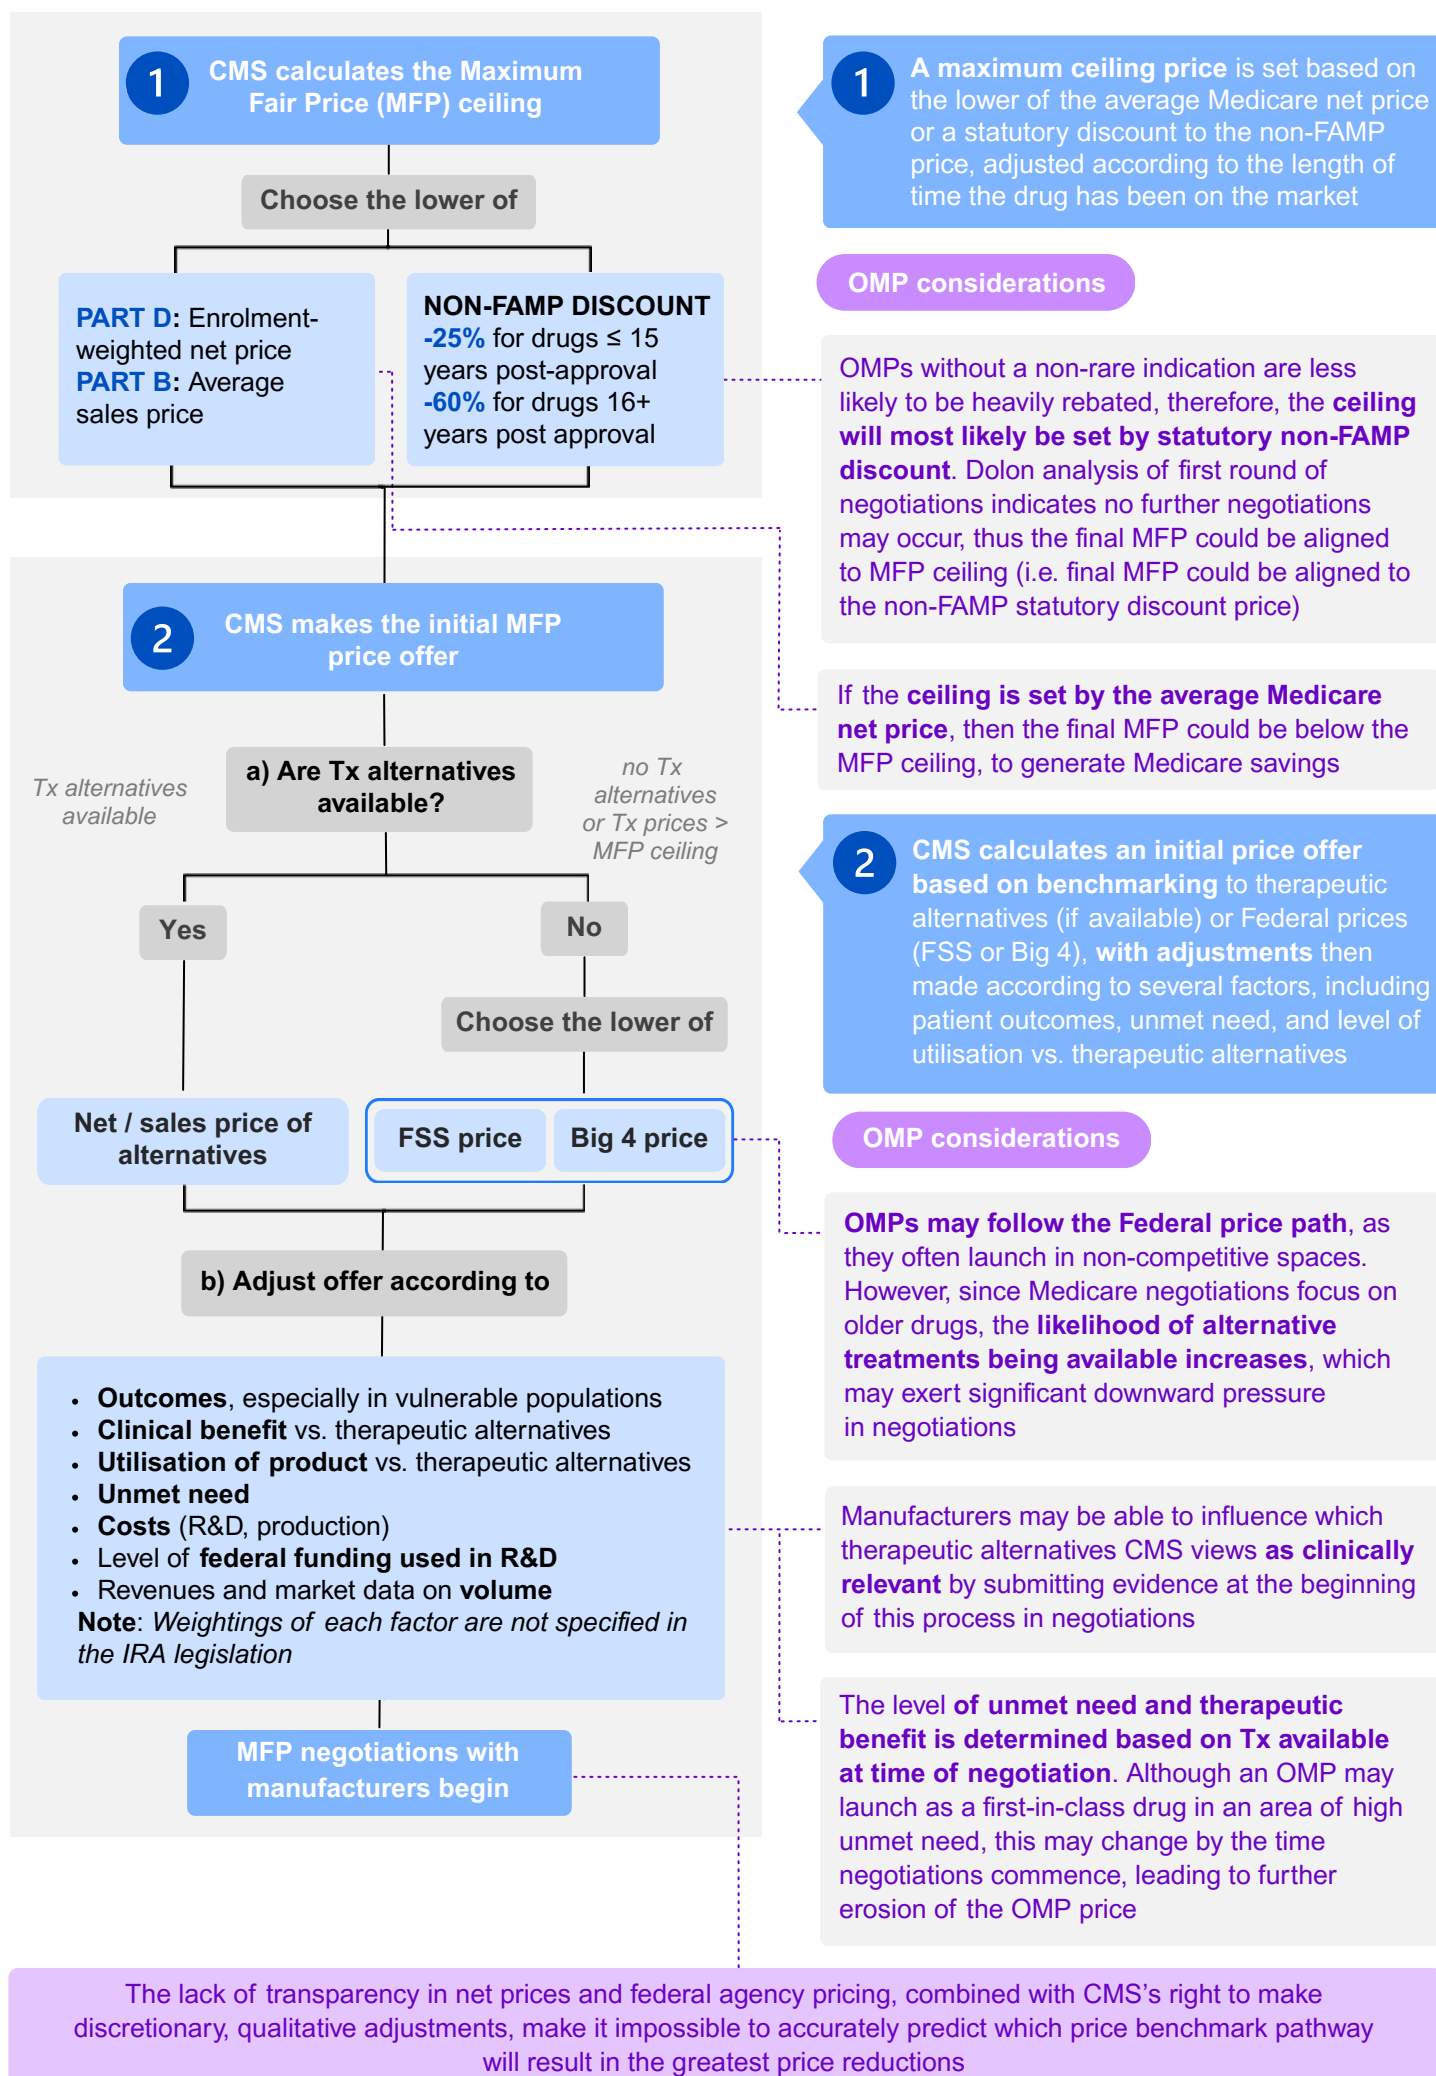 1
CMS calculates the Maximum
Fair Price (MFP) ceiling
Choose the lower of
PART D: Enrolment-
weighted net price
PART B: Average
sales price
NON-FAMP DISCOUNT
-25% for drugs ≤ 15
years post-approval
-60% for drugs 16+
years post approval
1
A maximum ceiling price is set based on
the lower of the average Medicare net price
or a statutory discount to the non-FAMP
price, adjusted according to the length of
time the drug has been on the market
OMP considerations
OMPs without a non-rare indication are less
likely to be heavily rebated, therefore, the ceiling
will most likely be set by statutory non-FAMP
discount. Dolon analysis of first round of
negotiations indicates no further negotiations
may occur, thus the final MFP could be aligned
to MFP ceiling (i.e. final MFP could be aligned to
the non-FAMP statutory discount price)
If the ceiling is set by the average Medicare
net price, then the final MFP could be below the
MFP ceiling, to generate Medicare savings
2
CMS makes the initial MFP
price offer
a) Are Tx alternatives
available?
Tx alternatives
available
no Tx
alternatives
or Tx prices >
MFP ceiling
Yes
No
Choose the lower of
Net / sales price of
alternatives
FSS price
Big 4 price
b) Adjust offer according to
• Outcomes, especially in vulnerable populations
• Clinical benefit vs. therapeutic alternatives
• Utilisation of product vs. therapeutic alternatives
• Unmet need
• Costs (R&D, production)
• Level of federal funding used in R&D
• Revenues and market data on volume
Note: Weightings of each factor are not specified in
the IRA legislation
MFP negotiations with
manufacturers begin
2
CMS calculates an initial price offer
based on benchmarking to therapeutic
alternatives (if available) or Federal prices
(FSS or Big 4), with adjustments then
made according to several factors, including
patient outcomes, unmet need, and level of
utilisation vs. therapeutic alternatives
OMP considerations
OMPs may follow the Federal price path, as
they often launch in non-competitive spaces.
However, since Medicare negotiations focus on
older drugs, the likelihood of alternative
treatments being available increases, which
may exert significant downward pressure
in negotiations
Manufacturers may be able to influence which
therapeutic alternatives CMS views as clinically
relevant by submitting evidence at the beginning
of this process in negotiations
The level of unmet need and therapeutic
benefit is determined based on Tx available
at time of negotiation. Although an OMP may
launch as a first-in-class drug in an area of high
unmet need, this may change by the time
negotiations commence, leading to further
erosion of the OMP price
The lack of transparency in net prices and federal agency pricing, combined with CMS's right to make
discretionary, qualitative adjustments, make it impossible to accurately predict which price benchmark pathway
will result in the greatest price reductions